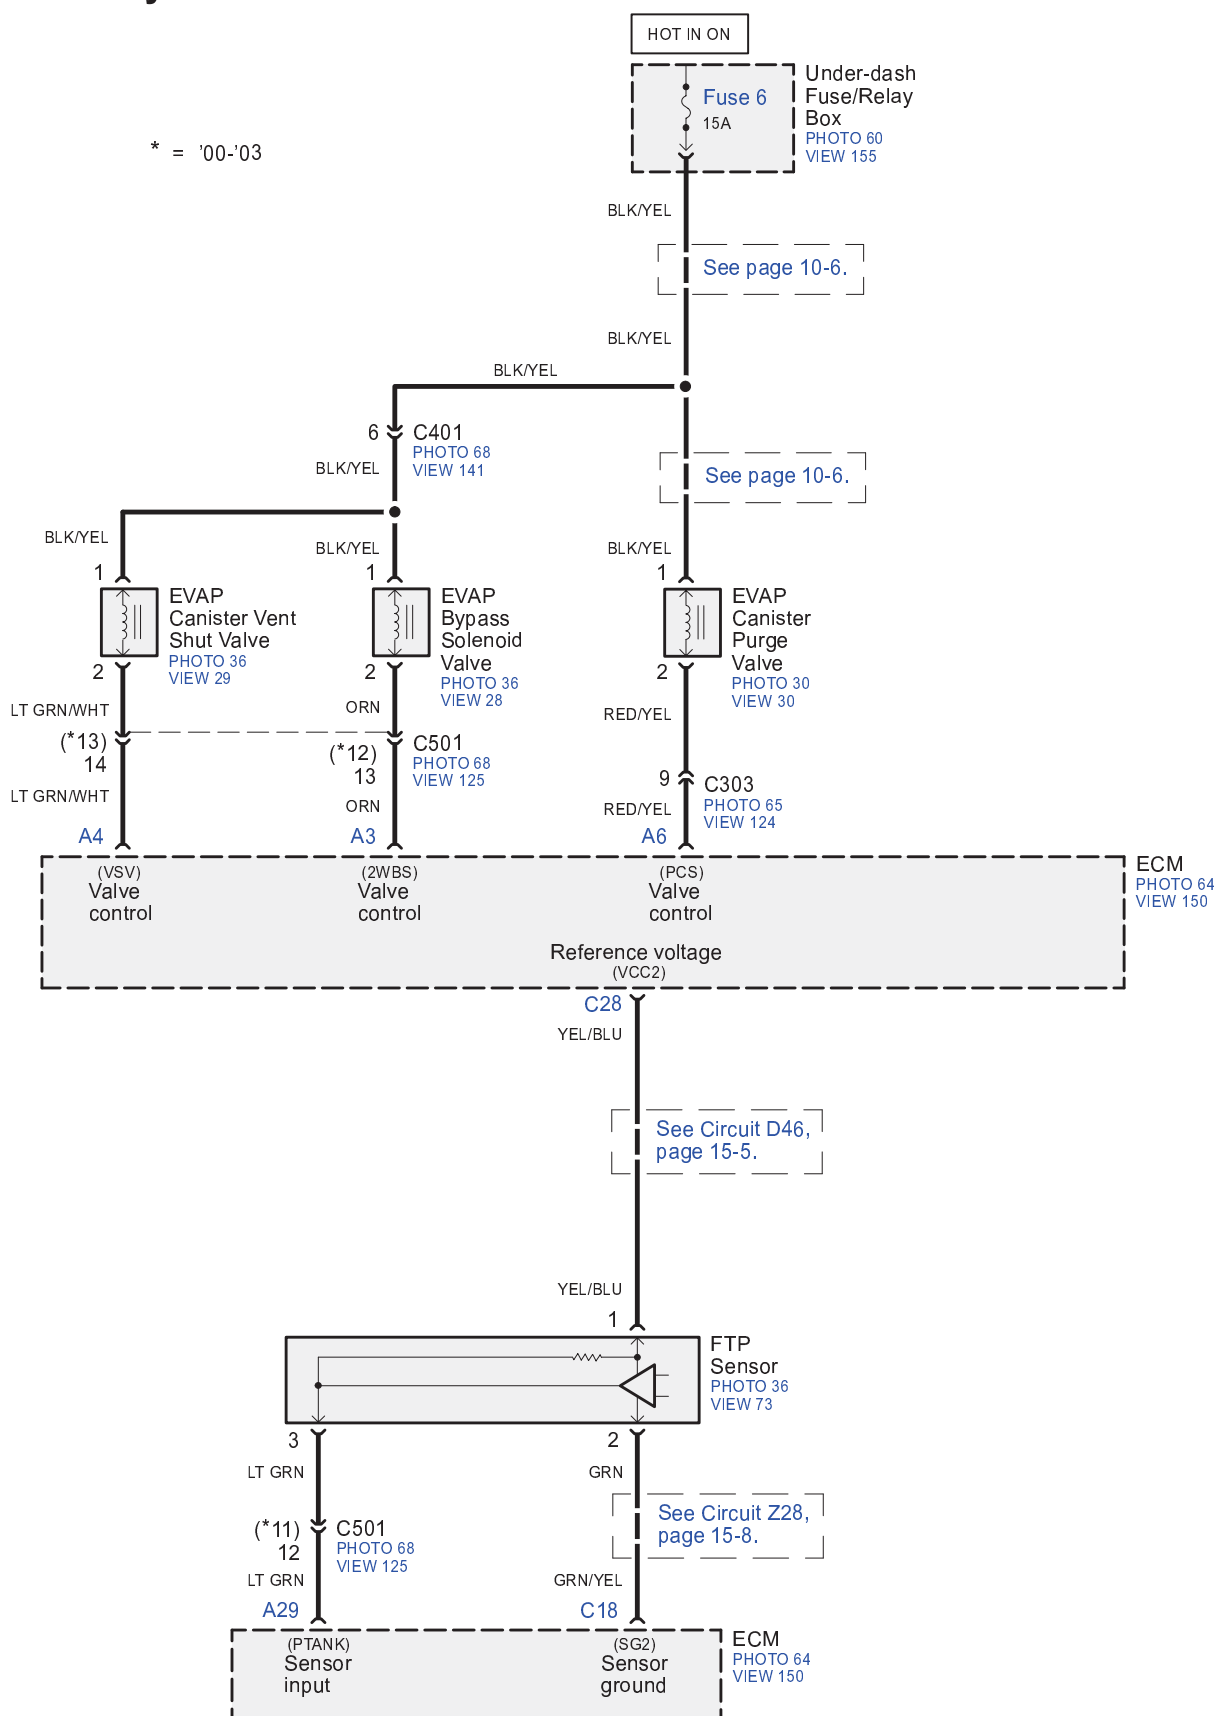 HOT IN ON
Fuse 6
15A
Under-dash
Fuse/Relay
Box
PHOTO 60
VIEW 155
* = '00-'03
BLK/YEL
See page 10-6.
BLK/YEL
BLK/YEL
6
C401
PHOTO 68
VIEW 141
BLK/YEL
See page 10-6.
BLK/YEL
BLK/YEL
BLK/YEL
1
EVAP
Canister Vent
Shut Valve
PHOTO 36
VIEW 29
2
1
EVAP
Bypass
Solenoid
Valve
PHOTO 36
VIEW 28
2
1
EVAP
Canister
Purge
Valve
PHOTO 30
VIEW 30
2
LT GRN/WHT
ORN
RED/YEL
(*13)
14
(*12)
13
C501
PHOTO 68
VIEW 125
9
C303
PHOTO 65
VIEW 124
LT GRN/WHT
ORN
RED/YEL
A4
A3
A6
(VSV)
Valve
control
(2WBS)
Valve
control
(PCS)
Valve
control
ECM
PHOTO 64
VIEW 150
Reference voltage
(VCC2)
C28
YEL/BLU
See Circuit D46,
page 15-5.
YEL/BLU
1
FTP
Sensor
PHOTO 36
VIEW 73
3
2
LT GRN
GRN
(*11)
12
C501
PHOTO 68
VIEW 125
See Circuit Z28,
page 15-8.
LT GRN
GRN/YEL
A29
C18
(PTANK)
Sensor
input
(SG2)
Sensor
ground
ECM
PHOTO 64
VIEW 150